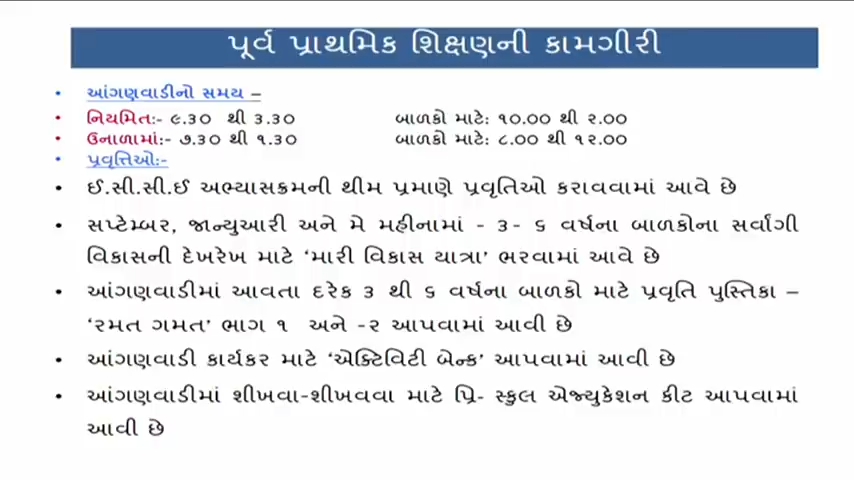 પૂર્વ પ્રાથમિક શિક્ષણની કામગીરી
• આંગણવાડીનો સમય –
• નિયમિત:- ૯.૩૦ થી ૩.૩૦ બાળકો માટે: ૧૦.૦૦ થી ૨.૦૦
• ઉનાળામાં:- ૭.૩૦ થી ૧.૩૦ બાળકો માટે: ૮.૦૦ થી ૧૨.૦૦
• પ્રવૃત્તિઓ:-
• ઈ.સી.સી.ઈ અભ્યાસક્રમની થીમ પ્રમાણે પ્રવૃતિઓ કરાવવામાં આવે છે
• સપ્ટેમ્બર, જાન્યુઆરી અને મે મહીનામાં - ૩- ૬ વર્ષના બાળકોના સર્વાંગી
વિકાસની દેખરેખ માટે ‘મારી વિકાસ યાત્રા’ ભરવામાં આવે છે
• આંગણવાડીમાં આવતા દરેક ૩ થી ૬ વર્ષના બાળકો માટે પ્રવૃતિ પુસ્તિકા –
‘રમત ગમત’ ભાગ ૧ અને -૨ આપવામાં આવી છે
• આંગણવાડી કાર્યકર માટે ‘એક્ટિવિટી બેન્ક’ આપવામાં આવી છે
• આંગણવાડીમાં શીખવા-શીખવવા માટે પ્રિ- સ્કુલ એજ્યુકેશન કીટ આપવામાં
આવી છે